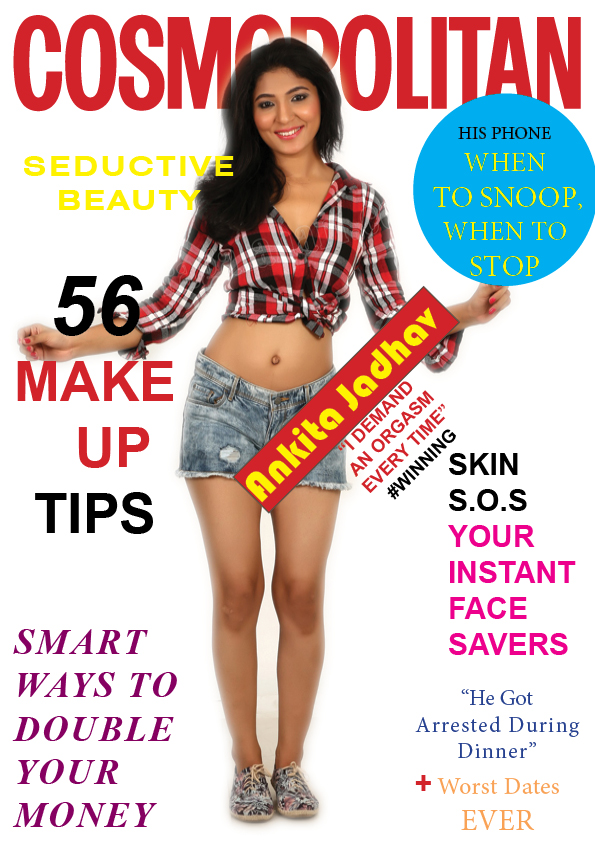 COSMOPOLITAN
HIS PHONE
WHEN
TO SNOOP,
WHEN TO
STOP
SEDUCTIVE
BEAUTY
56
MAKE
UP
TIPS
Ankita Jadhav
"I DEMAND
AN ORGASM
EVERY TIME"
#WINNING
SKIN
S.O.S
YOUR
INSTANT
FACE
SAVERS
SMART
WAYS TO
DOUBLE
YOUR
MONEY
“He Got
Arrested During
Dinner”
+ Worst Dates
EVER